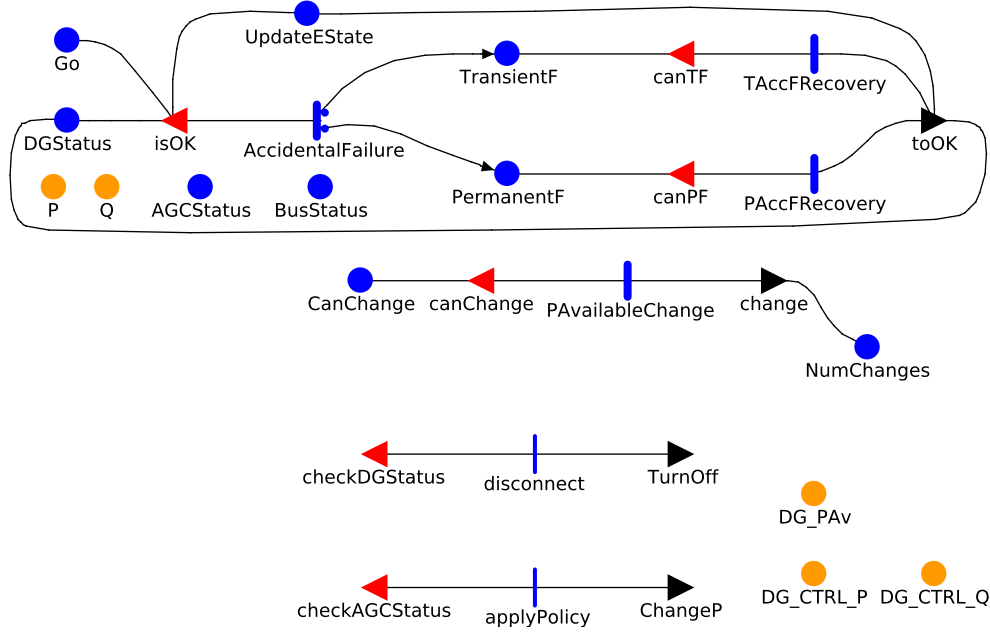 UpdateEState
Go
TransientF
canTF
TAccFRecovery
DGStatus
isOK
AccidentalFailure
toOK
PermanentF
canPF
PAccFRecovery
P
Q
AGCStatus
BusStatus
CanChange
canChange
PAvailableChange
change
NumChanges
checkDGStatus
disconnect
TurnOff
DG_PAv
checkAGCStatus
applyPolicy
ChangeP
DG_CTRL_P
DG_CTRL_Q